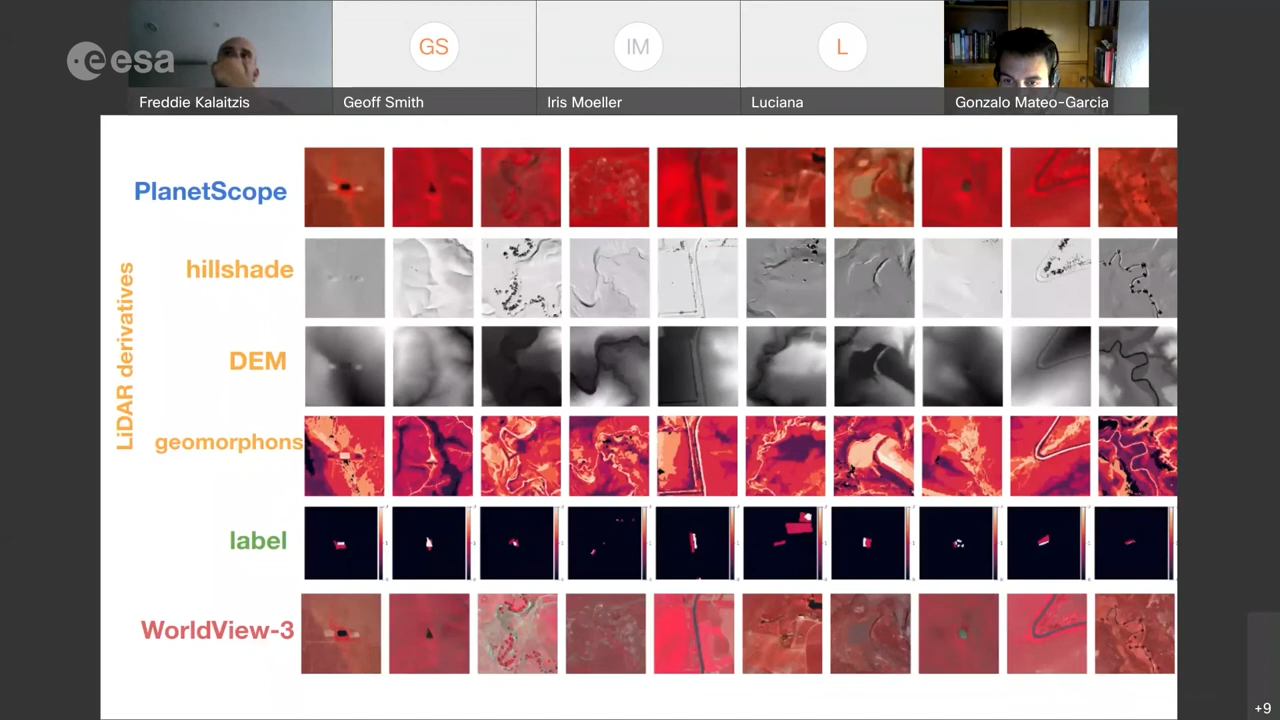 esa
GS
IM
L
Freddie Kalaitzis
Geoff Smith
Iris Moeller
Luciana
Gonzalo Mateo-Garcia
PlanetScope
LiDAR derivatives
hillshade
DEM
geomorphons
label
WorldView-3
+9